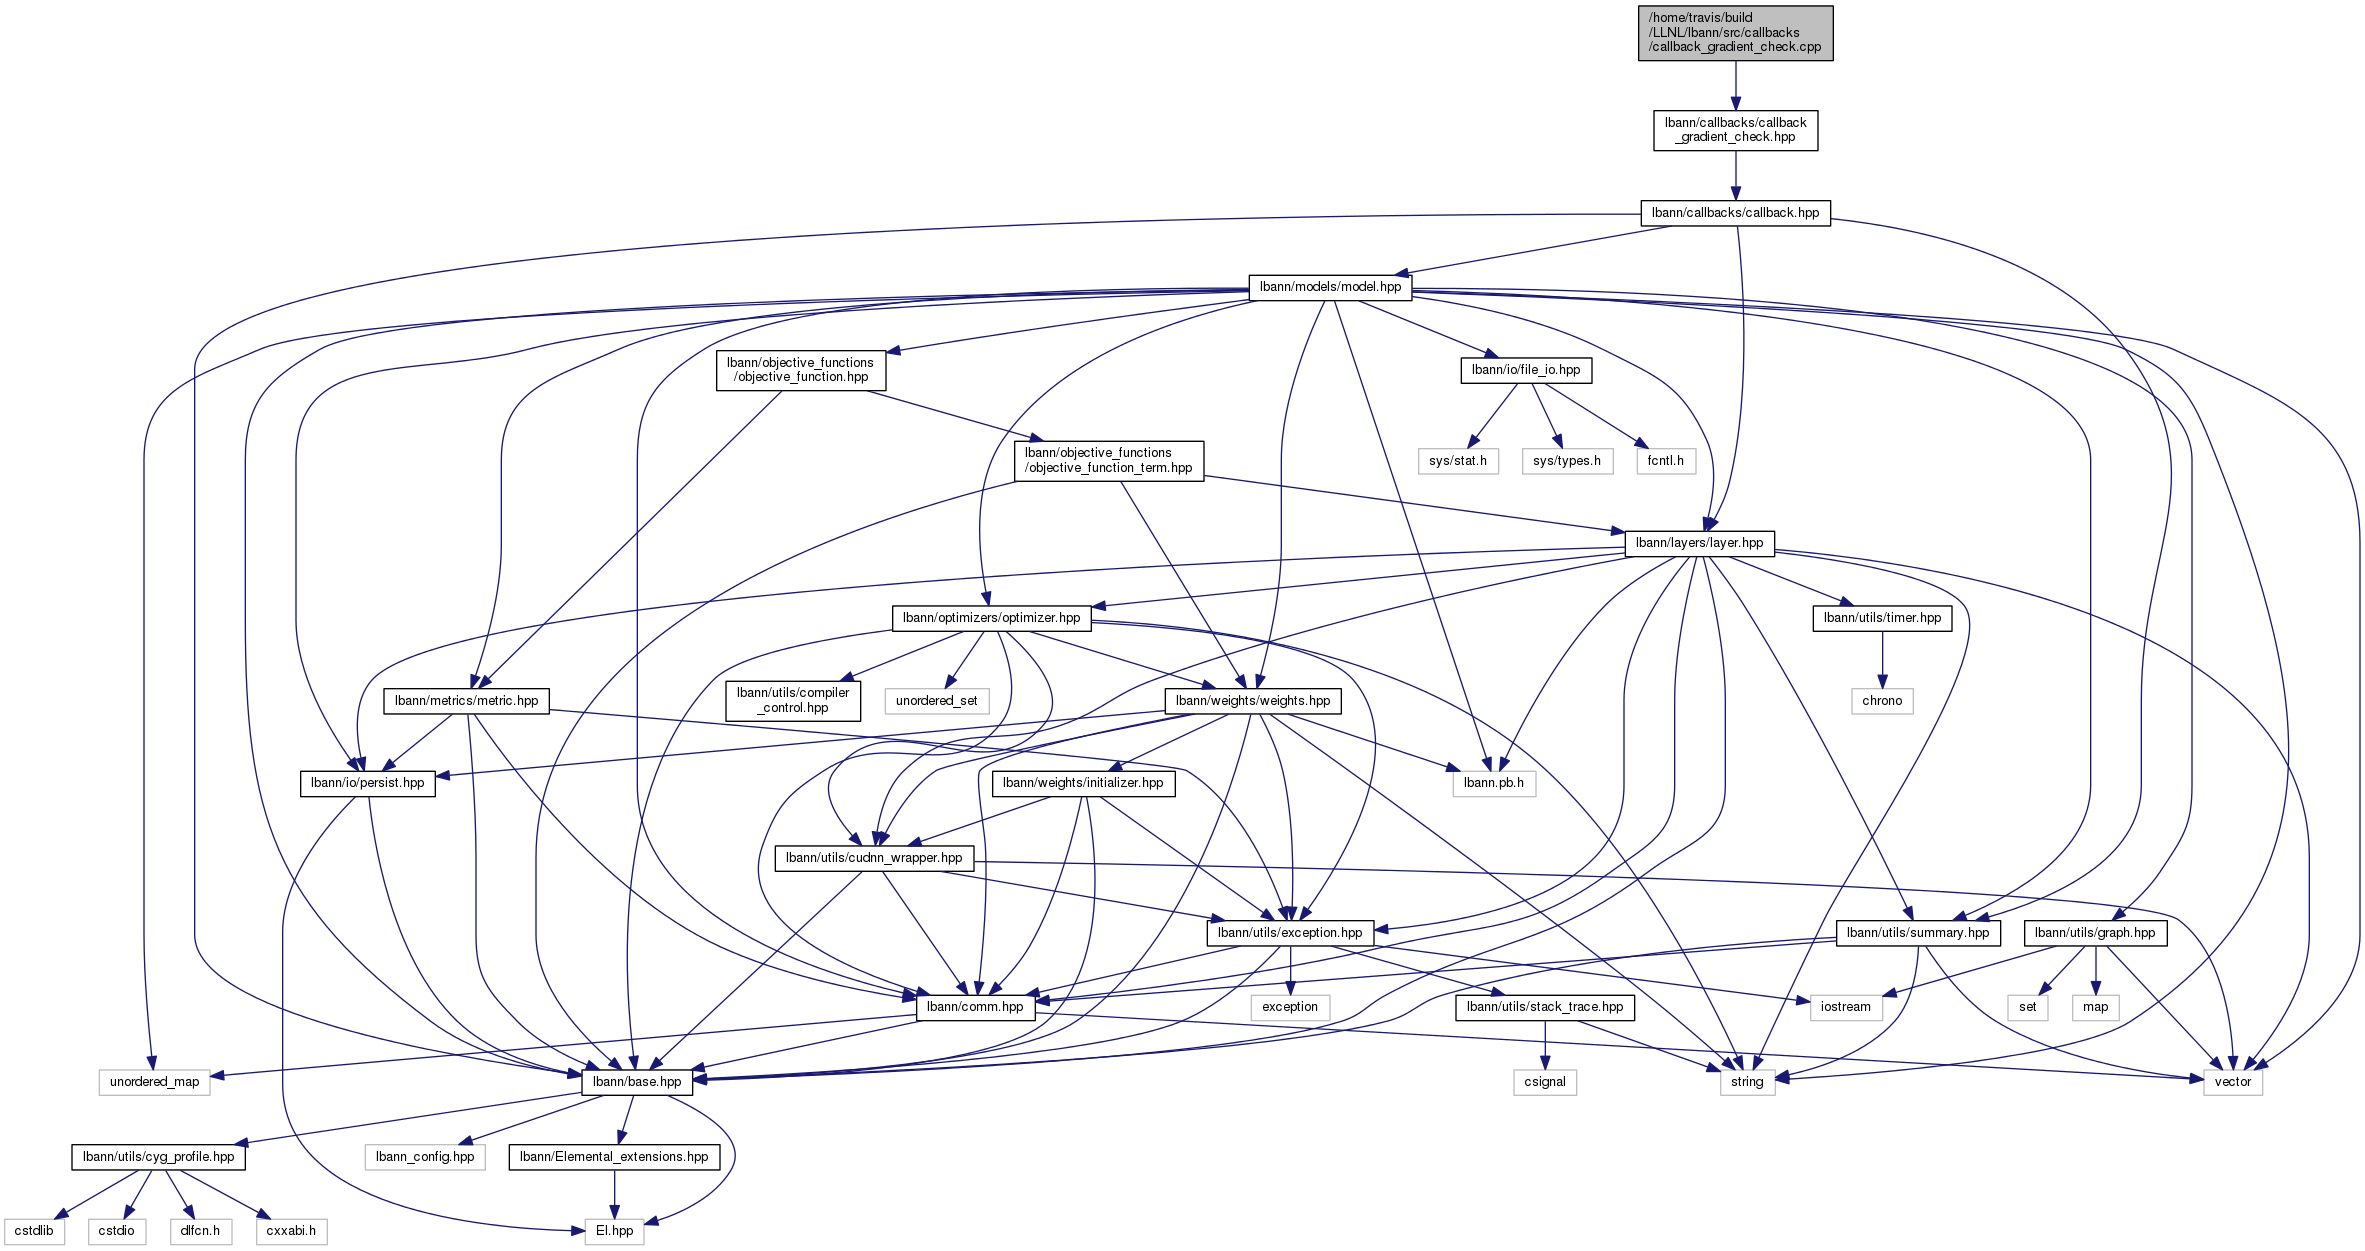 /home/travis/build
/LLNL/lbann/src/callbacks
/callback_gradient_check.cpp
lbann/callbacks/callback
_gradient_check.hpp
lbann/callbacks/callback.hpp
lbann/models/model.hpp
lbann/objective_functions
/objective_function.hpp
lbann/io/file_io.hpp
lbann/objective_functions
/objective_function_term.hpp
sys/stat.h
sys/types.h
fcntl.h
lbann/layers/layer.hpp
lbann/optimizers/optimizer.hpp
lbann/utils/timer.hpp
lbann/metrics/metric.hpp
lbann/utils/compiler
_control.hpp
unordered_set
lbann/weights/weights.hpp
chrono
lbann/io/persist.hpp
lbann/weights/initializer.hpp
lbann.pb.h
lbann/utils/cudnn_wrapper.hpp
lbann/utils/exception.hpp
lbann/utils/summary.hpp
lbann/utils/graph.hpp
lbann/comm.hpp
exception
lbann/utils/stack_trace.hpp
iostream
set
map
unordered_map
lbann/base.hpp
csignal
string
vector
lbann/utils/cyg_profile.hpp
lbann_config.hpp
lbann/Elemental_extensions.hpp
cstdlib
cstdio
dlfcn.h
cxxabi.h
El.hpp